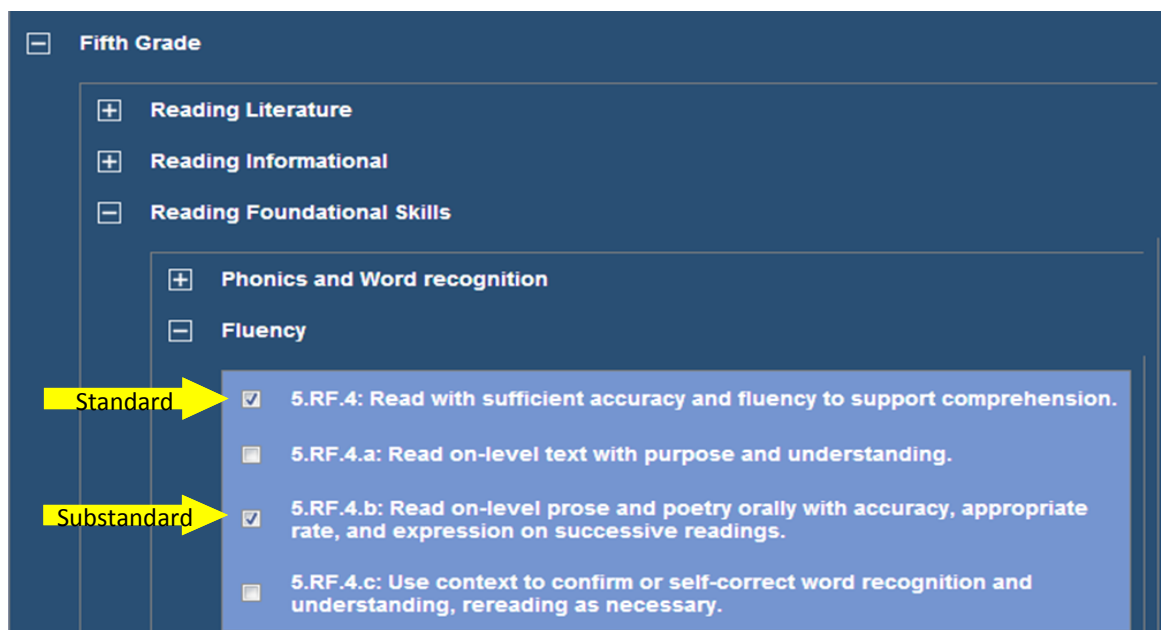 Fifth Grade
Reading Literature
Reading Informational
Reading Foundational Skills
Phonics and Word recognition
Fluency
Standard
5.RF.4: Read with sufficient accuracy and fluency to support comprehension.
5.RF.4.a: Read on-level text with purpose and understanding.
Substandard
5.RF.4.b: Read on-level prose and poetry orally with accuracy, appropriate
rate, and expression on successive readings.
5.RF.4.c: Use context to confirm or self-correct word recognition and
understanding, rereading as necessary.